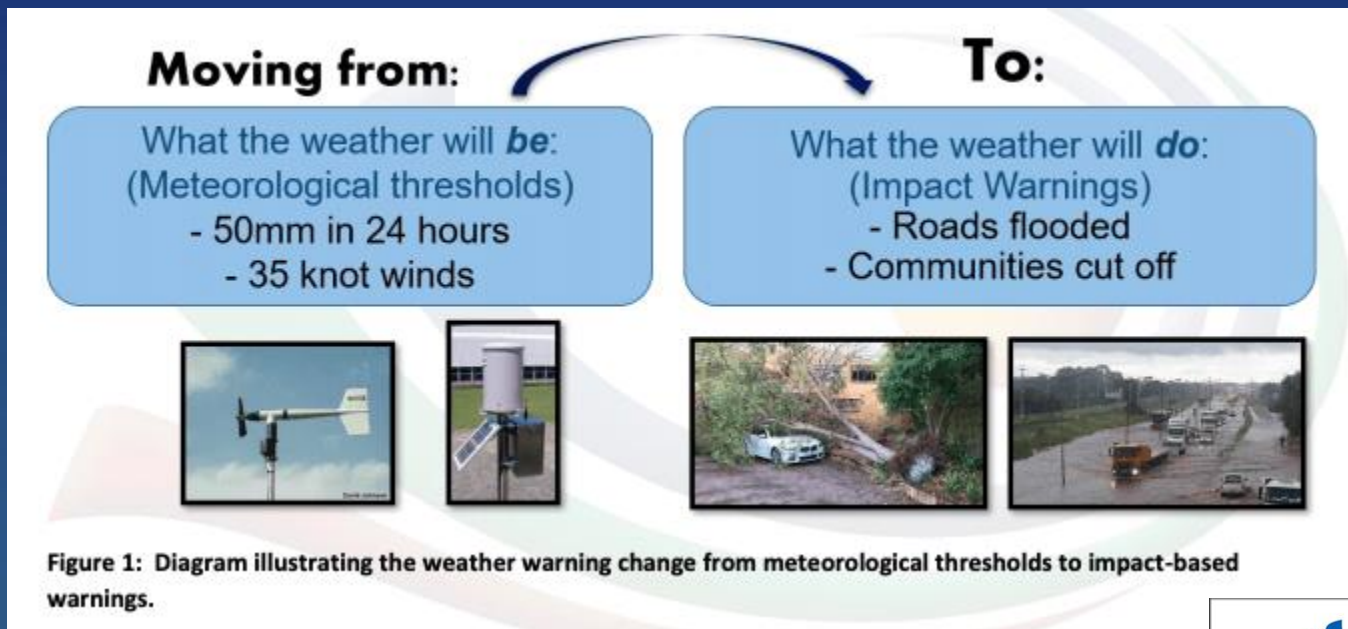 Moving from:
To:
What the weather will be:
(Meteorological thresholds)
- 50mm in 24 hours
- 35 knot winds
What the weather will do:
(Impact Warnings)
- Roads flooded
- Communities cut off
Figure 1: Diagram illustrating the weather warning change from meteorological thresholds to impact-based
warnings.